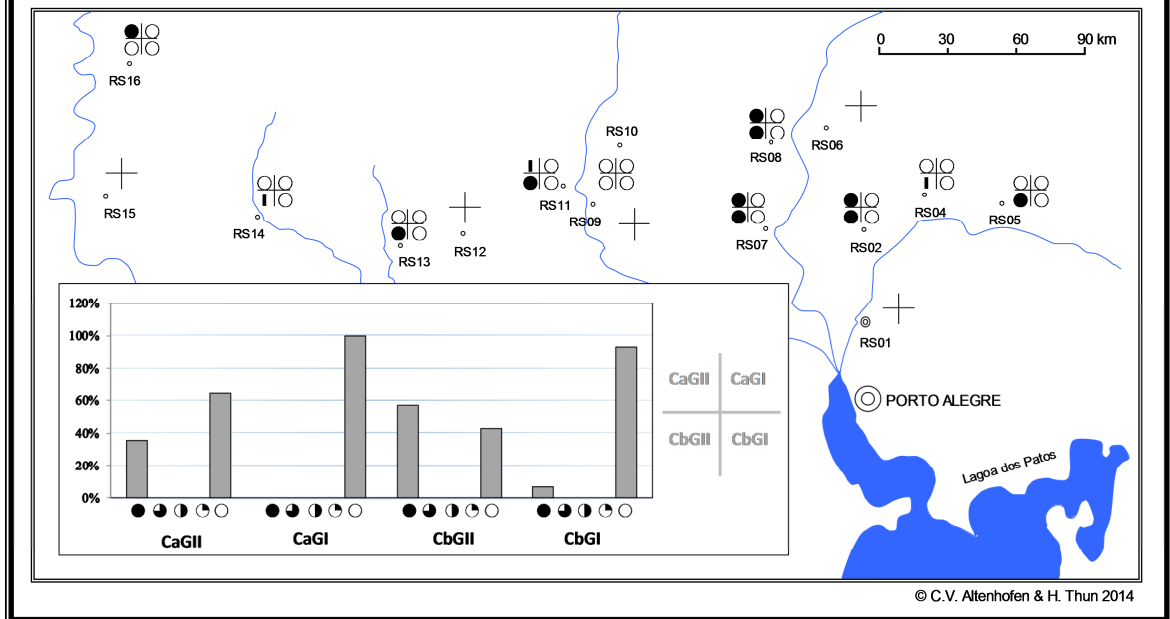 0 30 60 90 km
RS16
RS10
RS06
RS08
RS15
RS14
RS11
RS09
RS04
RS05
RS13
RS12
RS07
RS02
RS01
120%
100%
80%
60%
40%
20%
0%
CaGII CaGI CbGII CbGI
CaGII CaGI
CbGII CbGI
PORTO ALEGRE
Lagoa dos Patos
© C.V. Altenhofen & H. Thun 2014